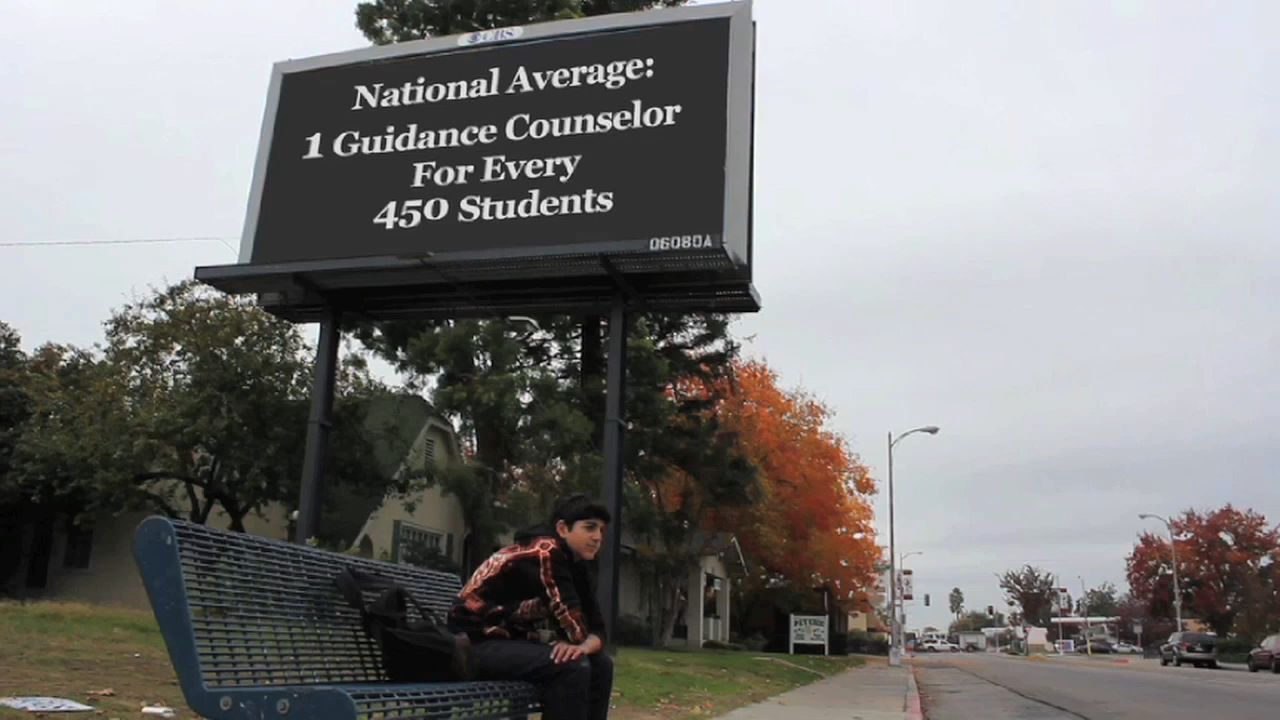 CBS
National Average:
1 Guidance Counselor
For Every
450 Students
06080A